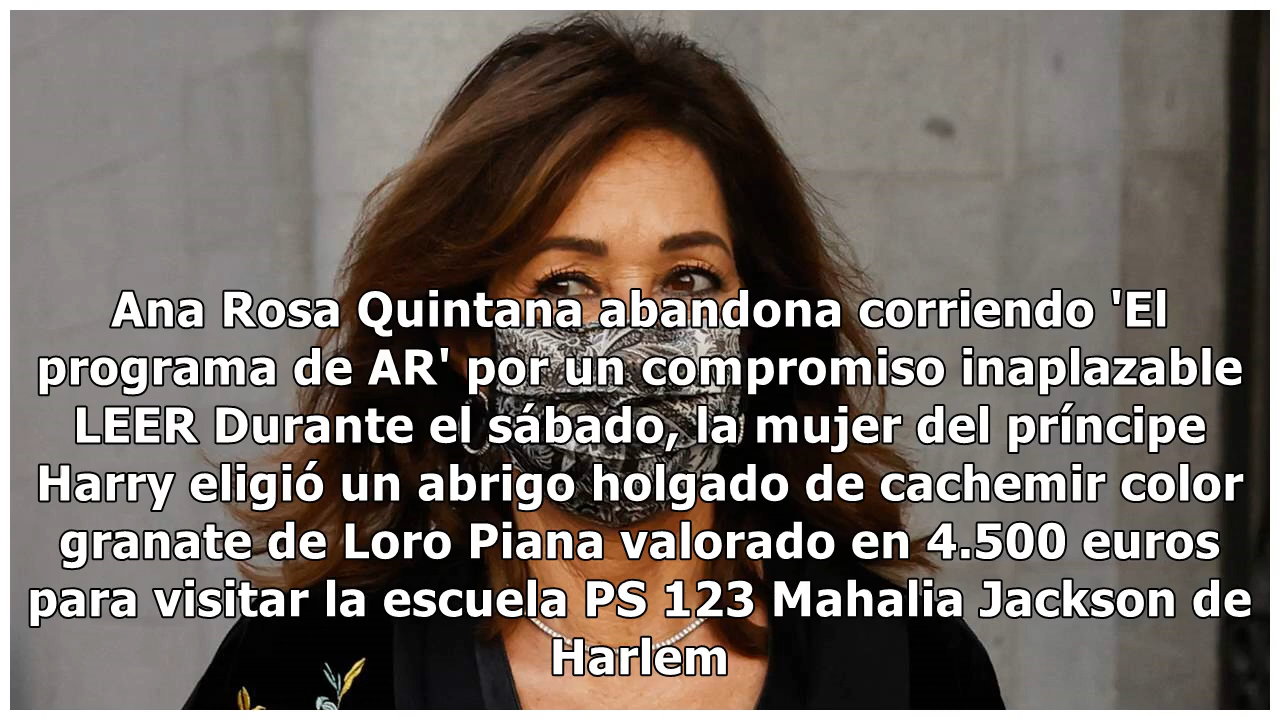 Ana Rosa Quintana abandona corriendo 'El
programa de AR' por un compromiso inaplazable
LEER Durante el sábado, la mujer del príncipe
Harry eligió un abrigo holgado de cachemir color
granate de Loro Piana valorado en 4.500 euros
para visitar la escuela PS 123 Mahalia Jackson de
Harlem